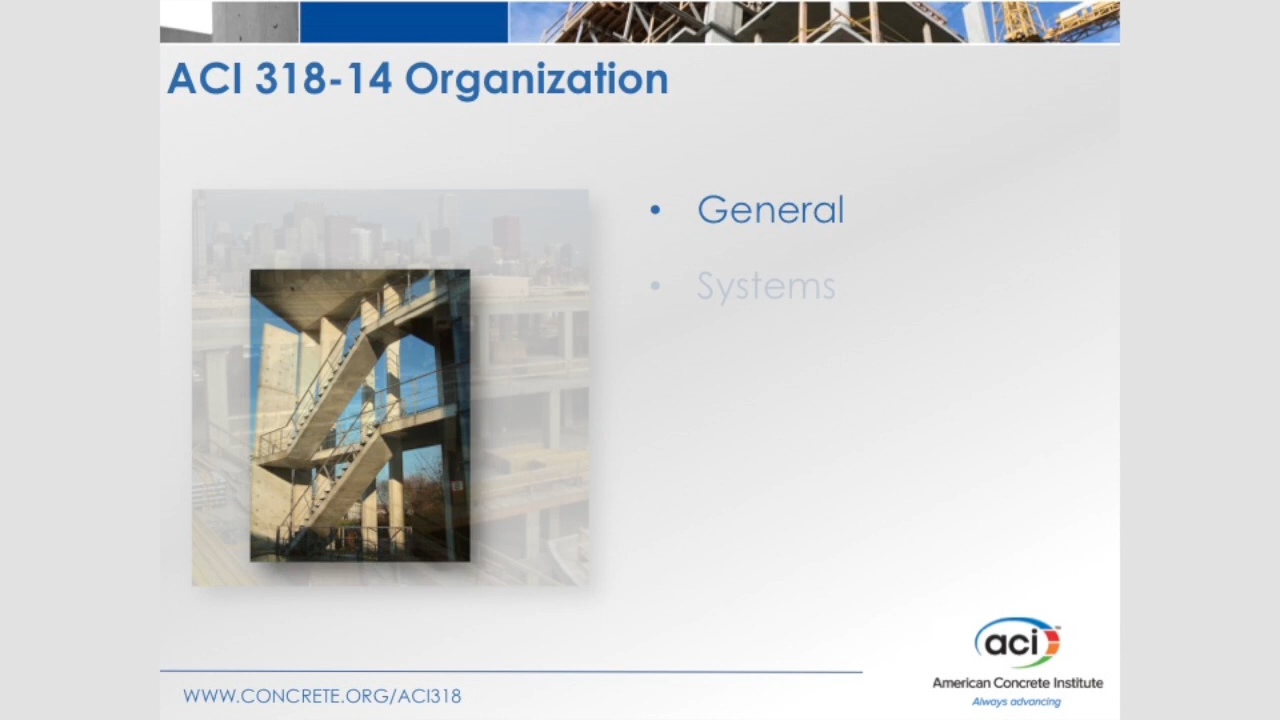 ACI 318-14 Organization
• General
• Systems
WWW.CONCRETE.ORG/ACI318
aci
American Concrete Institute
Always advancing